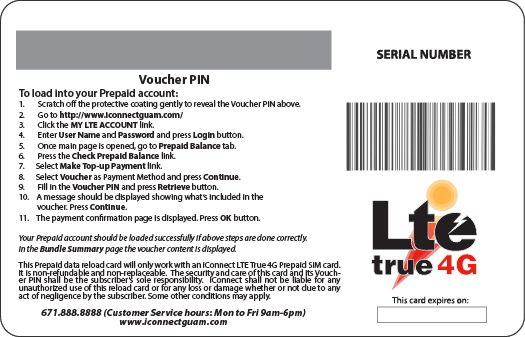 SERIAL NUMBER
Voucher PIN
To load into your Prepaid account:
1. Scratch off the protective coating gently to reveal the Voucher PIN above.
2. Go to http://www.iconnectguam.com/
3. Click the MY LTE ACCOUNT link.
4. Enter User Name and Password and press Login button.
5. Once main page is opened, go to Prepaid Balance tab.
6. Press the Check Prepaid Balance link.
7. Select Make Top-up Payment link.
8. Select Voucher as Payment Method and press Continue.
9. Fill in the Voucher PIN and press Retrieve button.
10. A message should be displayed showing what's included in the
voucher. Press Continue.
11. The payment confirmation page is displayed. Press OK button.
Your Prepaid account should be loaded successfully if above steps are done correctly.
In the Bundle Summary page the voucher content is displayed.
This Prepaid data reload card will only work with an iConnect LTE True 4G Prepaid SIM card.
It is non-refundable and non-replaceable. The security and care of this card and its Vouch-
er PIN shall be the subscriber's sole responsibility. iConnect shall not be liable for any
unauthorized use of this reload card or for any loss or damage whether or not due to any
act of negligence by the subscriber. Some other conditions may apply.
671.888.8888 (Customer Service hours: Mon to Fri 9am-6pm)
www.iconnectguam.com
Lte
true 4G
This card expires on: